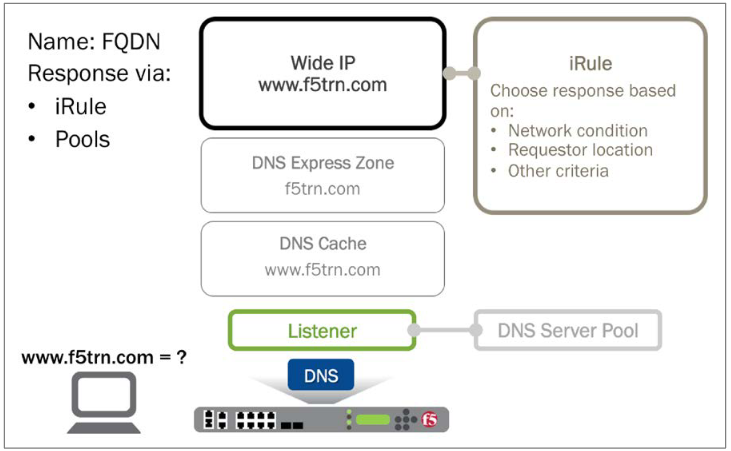 Name: FQDN
Response via:
• iRule
• Pools
Wide IP
www.f5trn.com
iRule
Choose response based
on:
• Network condition
• Requestor location
• Other criteria
DNS Express Zone
f5trn.com
DNS Cache
www.f5trn.com
Listener
DNS Server Pool
www.f5trn.com = ?
DNS
f5